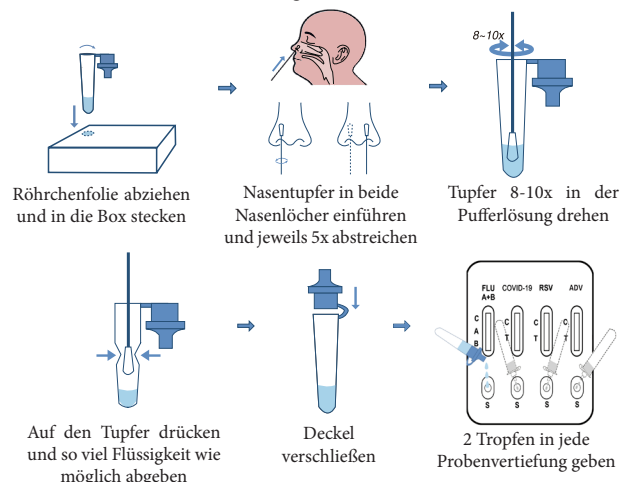 Röhrchenfolie abziehen
und in die Box stecken
Nasentupfer in beide
Nasenlöcher einführen
und jeweils 5x abstreichen
8~10x
Tupfer 8-10x in der
Pufferlösung drehen
Auf den Tupfer drücken
und so viel Flüssigkeit wie
möglich abgeben
Deckel
verschließen
FLU COVID-19 RSV ADV
A+B
C C C C
A T T T
B
S S S S
2 Tropfen in jede
Probenvertiefung geben